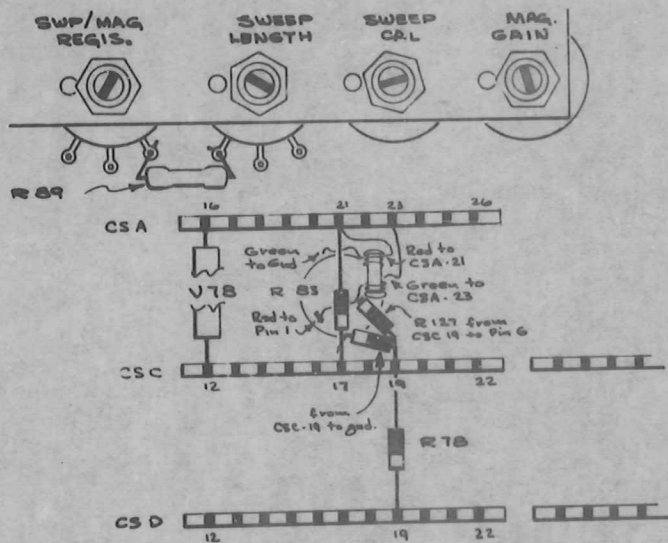 SWP/MAG REGIS.
SWEEP LENGTH
SWEEP CAL
MAG. GAIN
R 89
16
21
23
26
CSA
Green to Gnd
Red to CSA-21
V78
R 83
Green to CSA-23
Red to Pin 1
R 127 from CSC 19 to Pin 6
CSC
12
17
19
22
from CSC-19 to gnd.
R 78
CSD
12
19
22